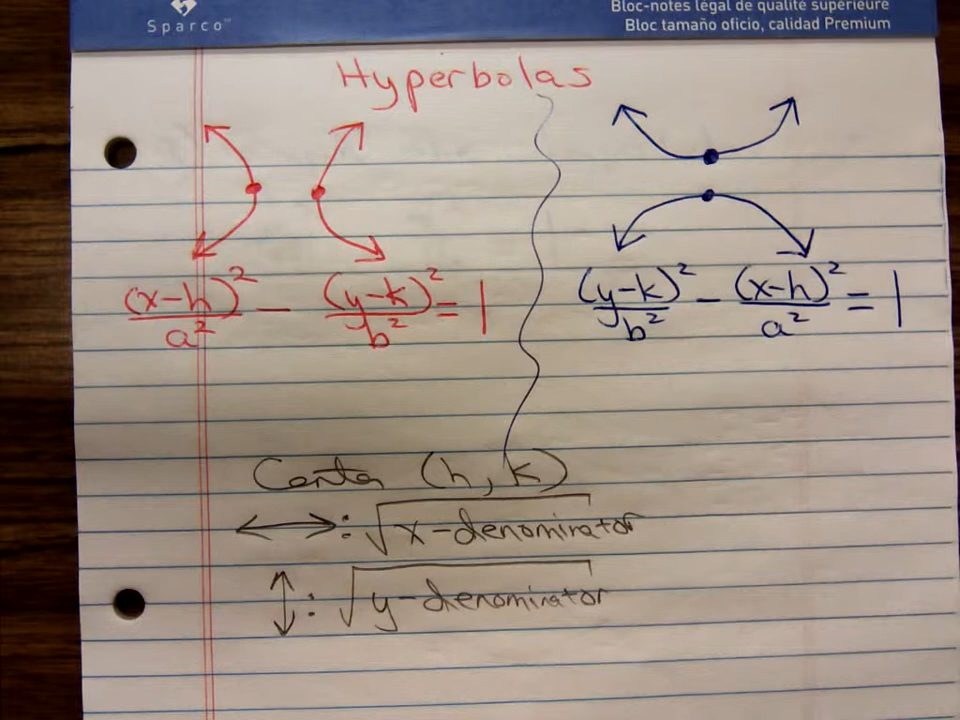 Bloc-notes légal de qualité supérieure
Sparco™
Bloc tamaño oficio, calidad Premium
Hyperbolas
(x-h)²/a² - (y-k)²/b² = 1
(y-k)²/b² - (x-h)²/a² = 1
Center (h, k)
↔: √x-denominator
↕: √y-denominator